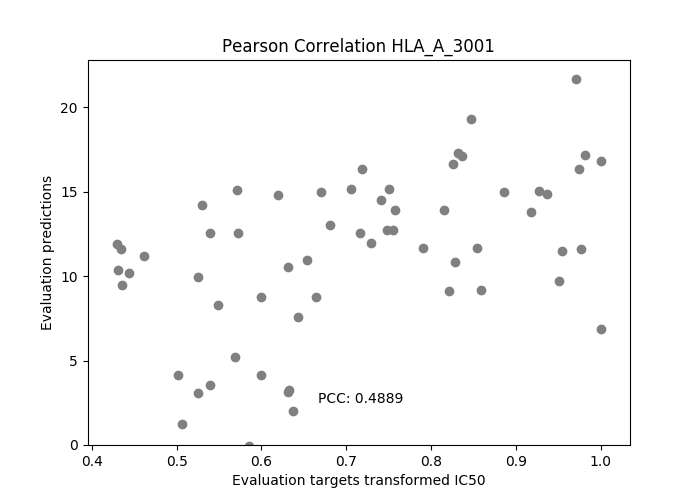 Pearson Correlation HLA_A_3001
20
15
10
5
0
Evaluation predictions
PCC: 0.4889
0.4 0.5 0.6 0.7 0.8 0.9 1.0
Evaluation targets transformed IC50